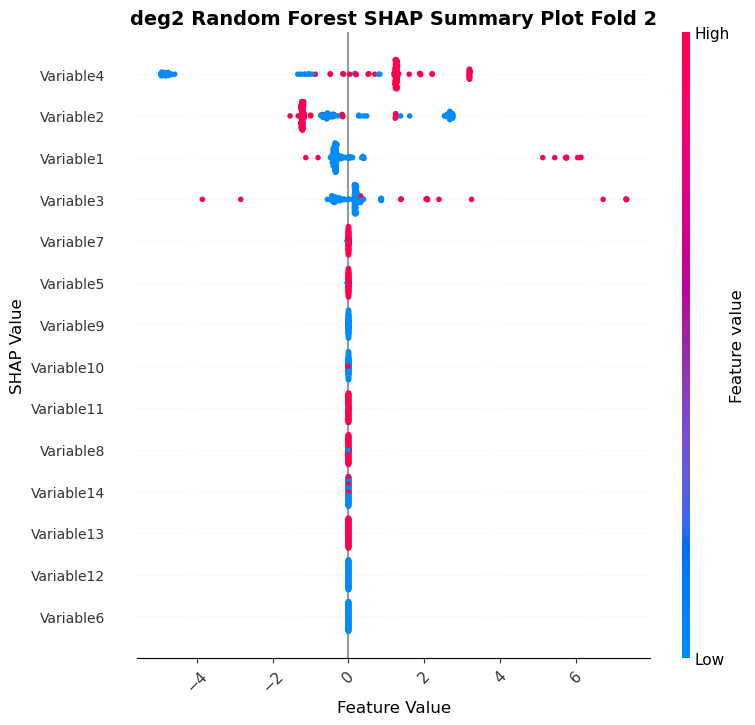 deg2 Random Forest SHAP Summary Plot Fold 2
High
Variable4
Variable2
Variable1
Variable3
Variable7
Variable5
Variable9
Variable10
Variable11
Variable8
Variable14
Variable13
Variable12
Variable6
SHAP Value
Feature value
Low
−4
−2
0
2
4
6
Feature Value